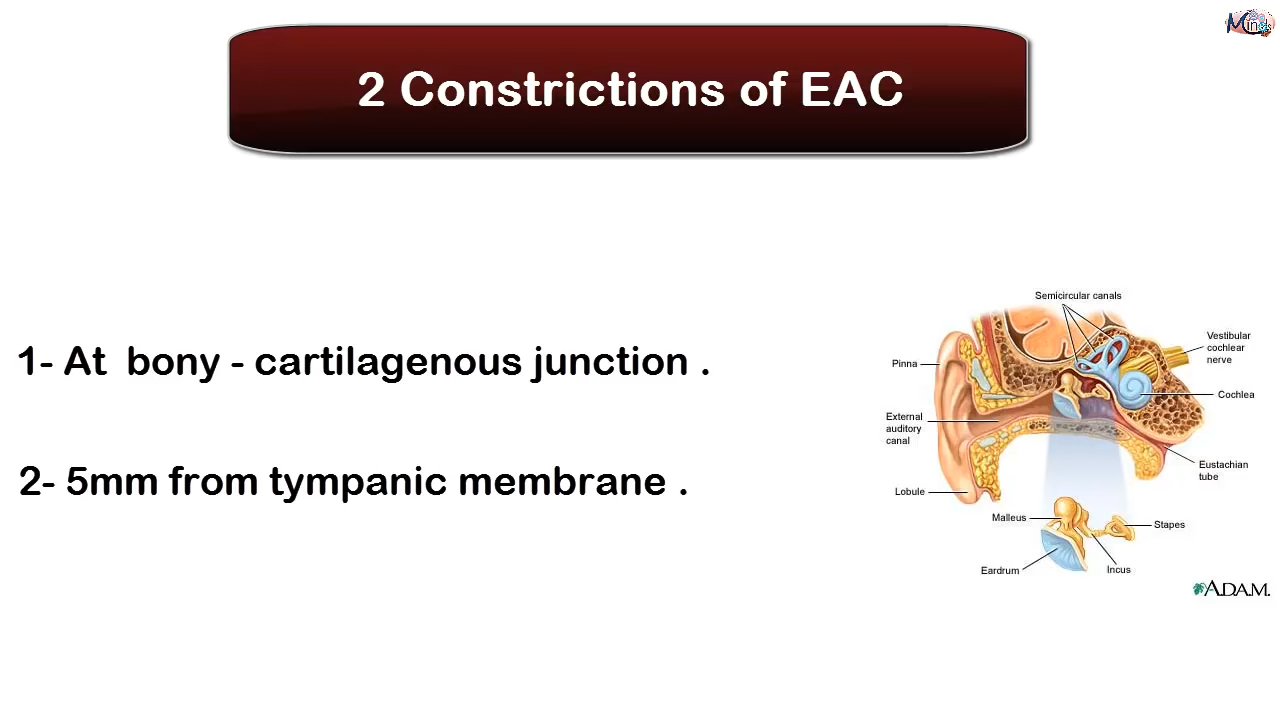 Minds
2 Constrictions of EAC
1- At bony - cartilagenous junction .
2- 5mm from tympanic membrane .
Semicircular canals
Vestibular
cochlear
nerve
Pinna
Cochlea
External
auditory
canal
Eustachian
tube
Lobule
Malleus
Stapes
Eardrum
Incus
A.D.A.M.